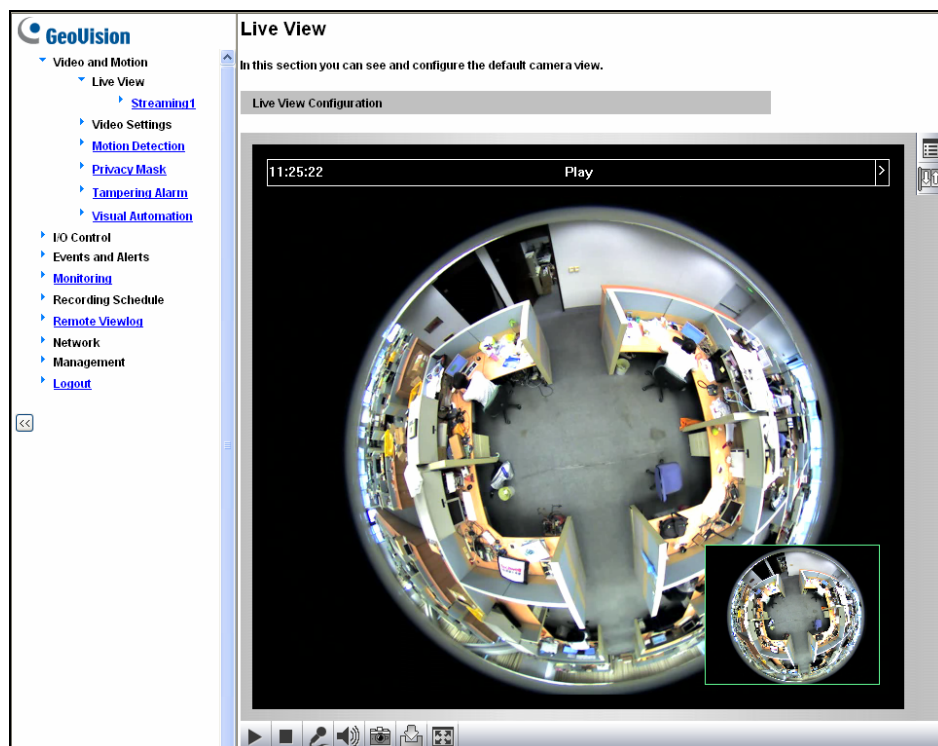 GeoVision
Video and Motion
Live View
Streaming1
Video Settings
Motion Detection
Privacy Mask
Tampering Alarm
Visual Automation
I/O Control
Events and Alerts
Monitoring
Recording Schedule
Remote Viewlog
Network
Management
Logout
<<
Live View
In this section you can see and configure the default camera view.
Live View Configuration
11:25:22 Play >